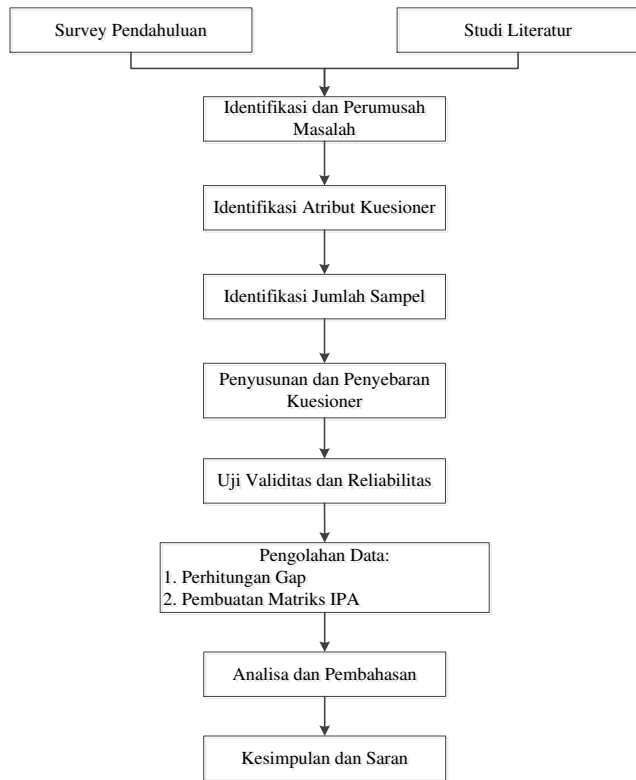 Survey Pendahuluan
Studi Literatur
Identifikasi dan Perumusah
Masalah
Identifikasi Atribut Kuesioner
Identifikasi Jumlah Sampel
Penyusunan dan Penyebaran
Kuesioner
Uji Validitas dan Reliabilitas
Pengolahan Data:
1. Perhitungan Gap
2. Pembuatan Matriks IPA
Analisa dan Pembahasan
Kesimpulan dan Saran